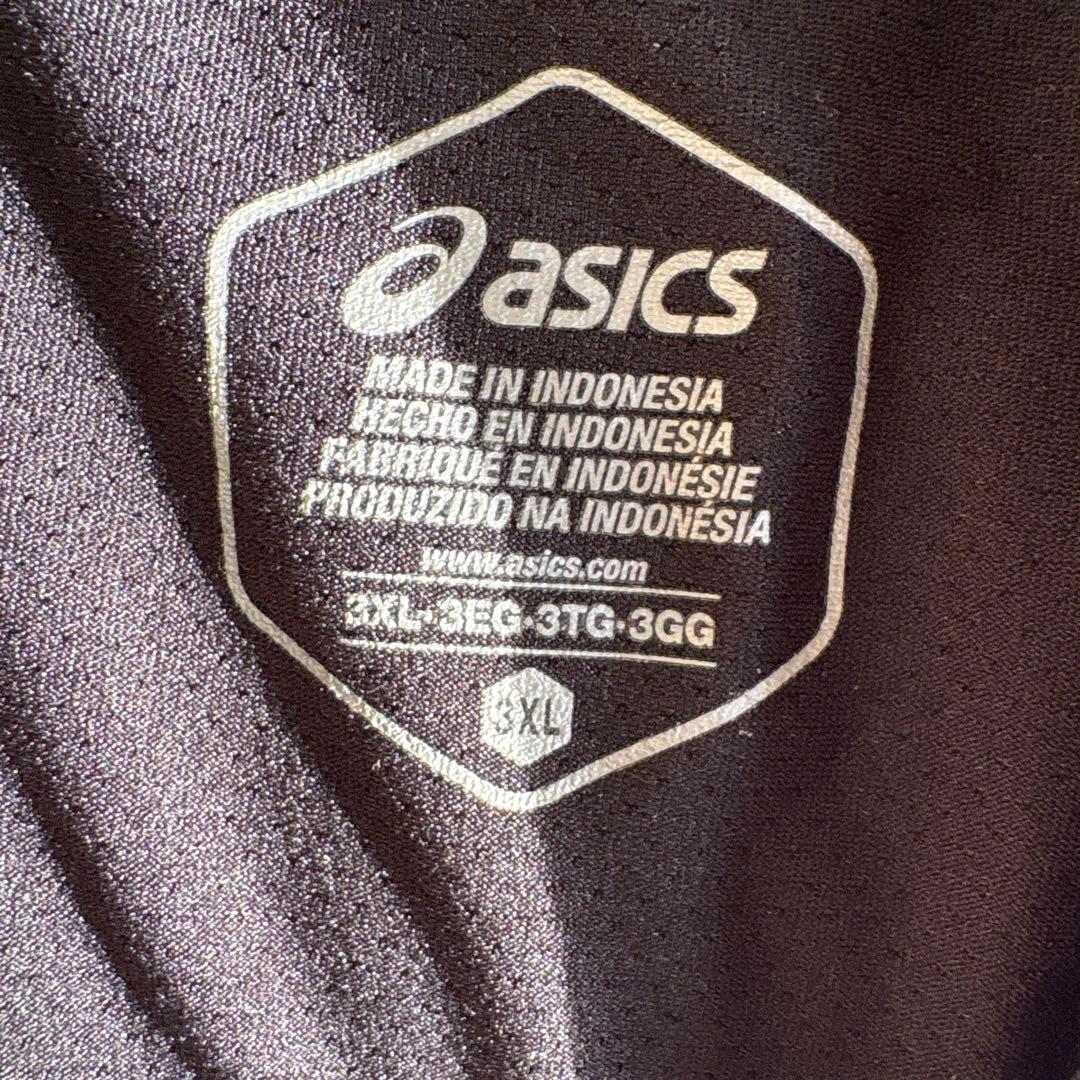 asics
MADE IN INDONESIA
HECHO EN INDONESIA
FABRIQUÉ EN INDONÉSIE
PRODUZIDO NA INDONÉSIA
www.asics.com
3XL·3EG·3TG·3GG
3XL